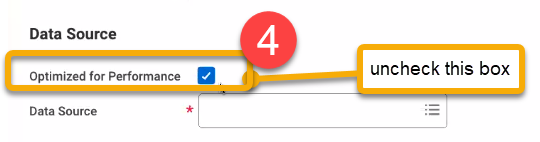 Data Source
4
Optimized for Performance
uncheck this box
Data Source *